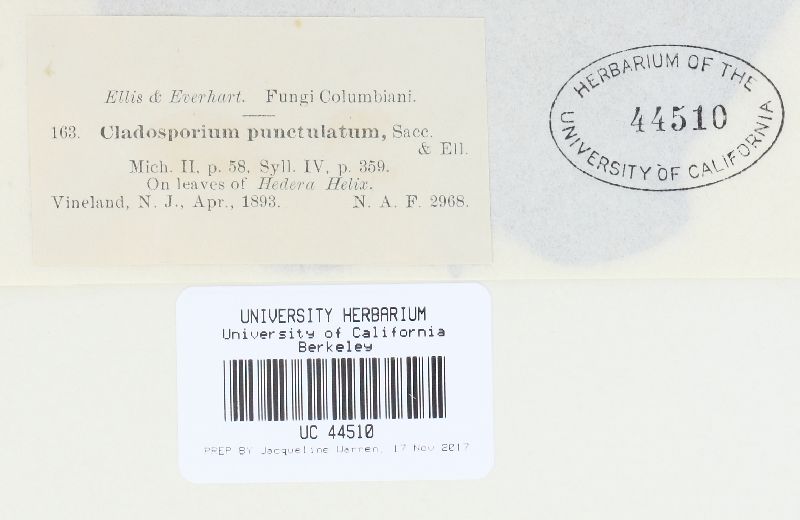 Ellis & Everhart. Fungi Columbiani.
163. Cladosporium punctulatum, Sacc.
& Ell.
Mich. II, p. 58, Syll. IV, p. 359.
On leaves of Hedera Helix.
Vineland, N. J., Apr., 1893. N. A. F. 2968.
HERBARIUM OF THE
44510
UNIVERSITY OF CALIFORNIA
UNIVERSITY HERBARIUM
University of California
Berkeley
UC 44510
PREP BY Jacqueline Warren, 17 Nov 2017